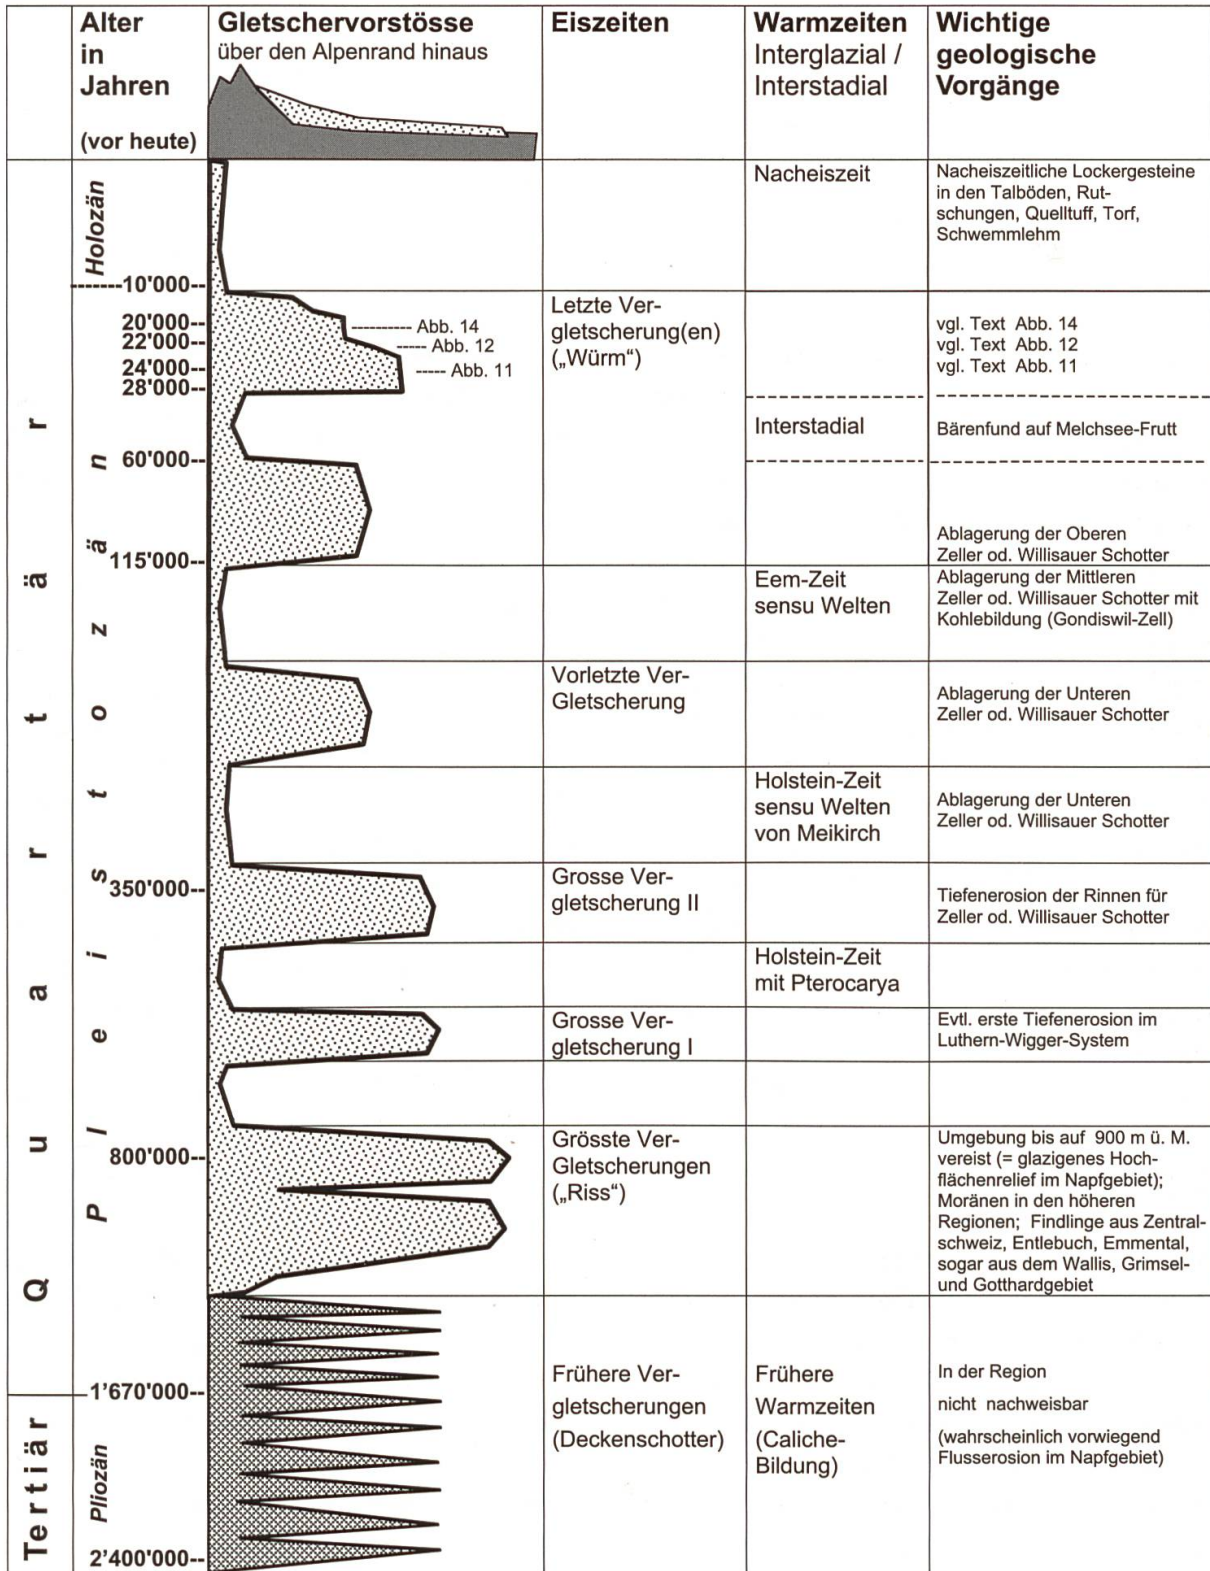 Alter
in
Jahren
(vor heute)
Gletschervorstösse
über den Alpenrand hinaus
Eiszeiten
Warmzeiten
Interglazial /
Interstadial
Wichtige
geologische
Vorgänge
Quartär
Tertiär
Holozän
Pleistozän
Pliozän
10'000--
20'000--
22'000--
24'000--
28'000--
60'000--
115'000--
350'000--
800'000--
1'670'000--
2'400'000--
Abb. 14
Abb. 12
Abb. 11
Nacheiszeit
Nacheiszeitliche Lockergesteine
in den Talböden, Rut-
schungen, Quelltuff, Torf,
Schwemmlehm
Letzte Ver-
gletscherung(en)
(„Würm“)
vgl. Text Abb. 14
vgl. Text Abb. 12
vgl. Text Abb. 11
Interstadial
Bärenfund auf Melchsee-Frutt
Ablagerung der Oberen
Zeller od. Willisauer Schotter
Eem-Zeit
sensu Welten
Ablagerung der Mittleren
Zeller od. Willisauer Schotter mit
Kohlebildung (Gondiswil-Zell)
Vorletzte Ver-
Gletscherung
Ablagerung der Unteren
Zeller od. Willisauer Schotter
Holstein-Zeit
sensu Welten
von Meikirch
Ablagerung der Unteren
Zeller od. Willisauer Schotter
Grosse Ver-
gletscherung II
Tiefenerosion der Rinnen für
Zeller od. Willisauer Schotter
Holstein-Zeit
mit Pterocarya
Grosse Ver-
gletscherung I
Evtl. erste Tiefenerosion im
Luthern-Wigger-System
Grösste Ver-
Gletscherungen
(„Riss“)
Umgebung bis auf 900 m ü. M.
vereist (= glazigenes Hoch-
flächenrelief im Napfgebiet);
Moränen in den höheren
Regionen; Findlinge aus Zentral-
schweiz, Entlebuch, Emmental,
sogar aus dem Wallis, Grimsel-
und Gotthardgebiet
Frühere Ver-
gletscherungen
(Deckenschotter)
Frühere
Warmzeiten
(Caliche-
Bildung)
In der Region
nicht nachweisbar
(wahrscheinlich vorwiegend
Flusserosion im Napfgebiet)